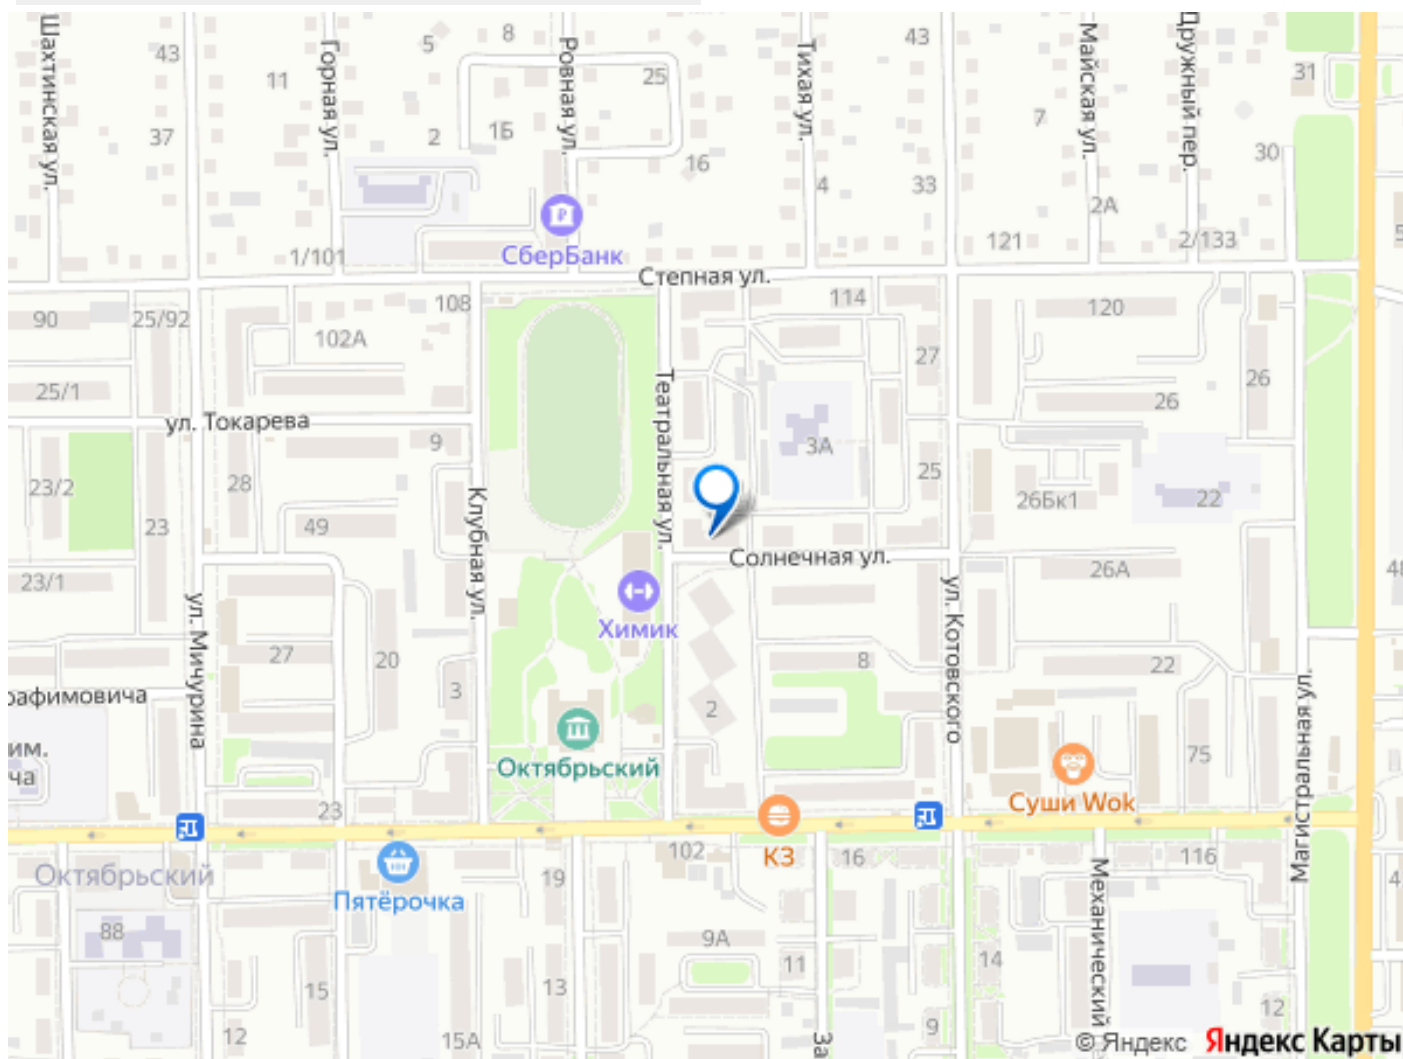 Шахтинская ул.
43
37
11
Горная ул.
5
8
2
1Б
Ровная ул.
25
16
Тихая ул.
4
43
33
7
Майская ул.
2А
Дружный пер.
31
30
121
2/133
1/101
СберБанк
Степная ул.
90
25/92
102А
108
114
120
27
25/1
26
26
ул. Токарева
9
Театральная ул.
3А
25
26Бк1
22
23/2
28
23
49
Клубная ул.
Солнечная ул.
26А
23/1
ул. Мичурина
Химик
ул. Котовского
27
20
3
8
22
рафимовича
2
Магистральная ул.
им.
ча
Октябрьский
75
Суши Wok
23
КЗ
102
16
116
Октябрьский
Пятёрочка
19
Механический
88
9А
11
14
15
13
12
15А
За
9
12
4
48
5
© Яндекс Яндекс Карты